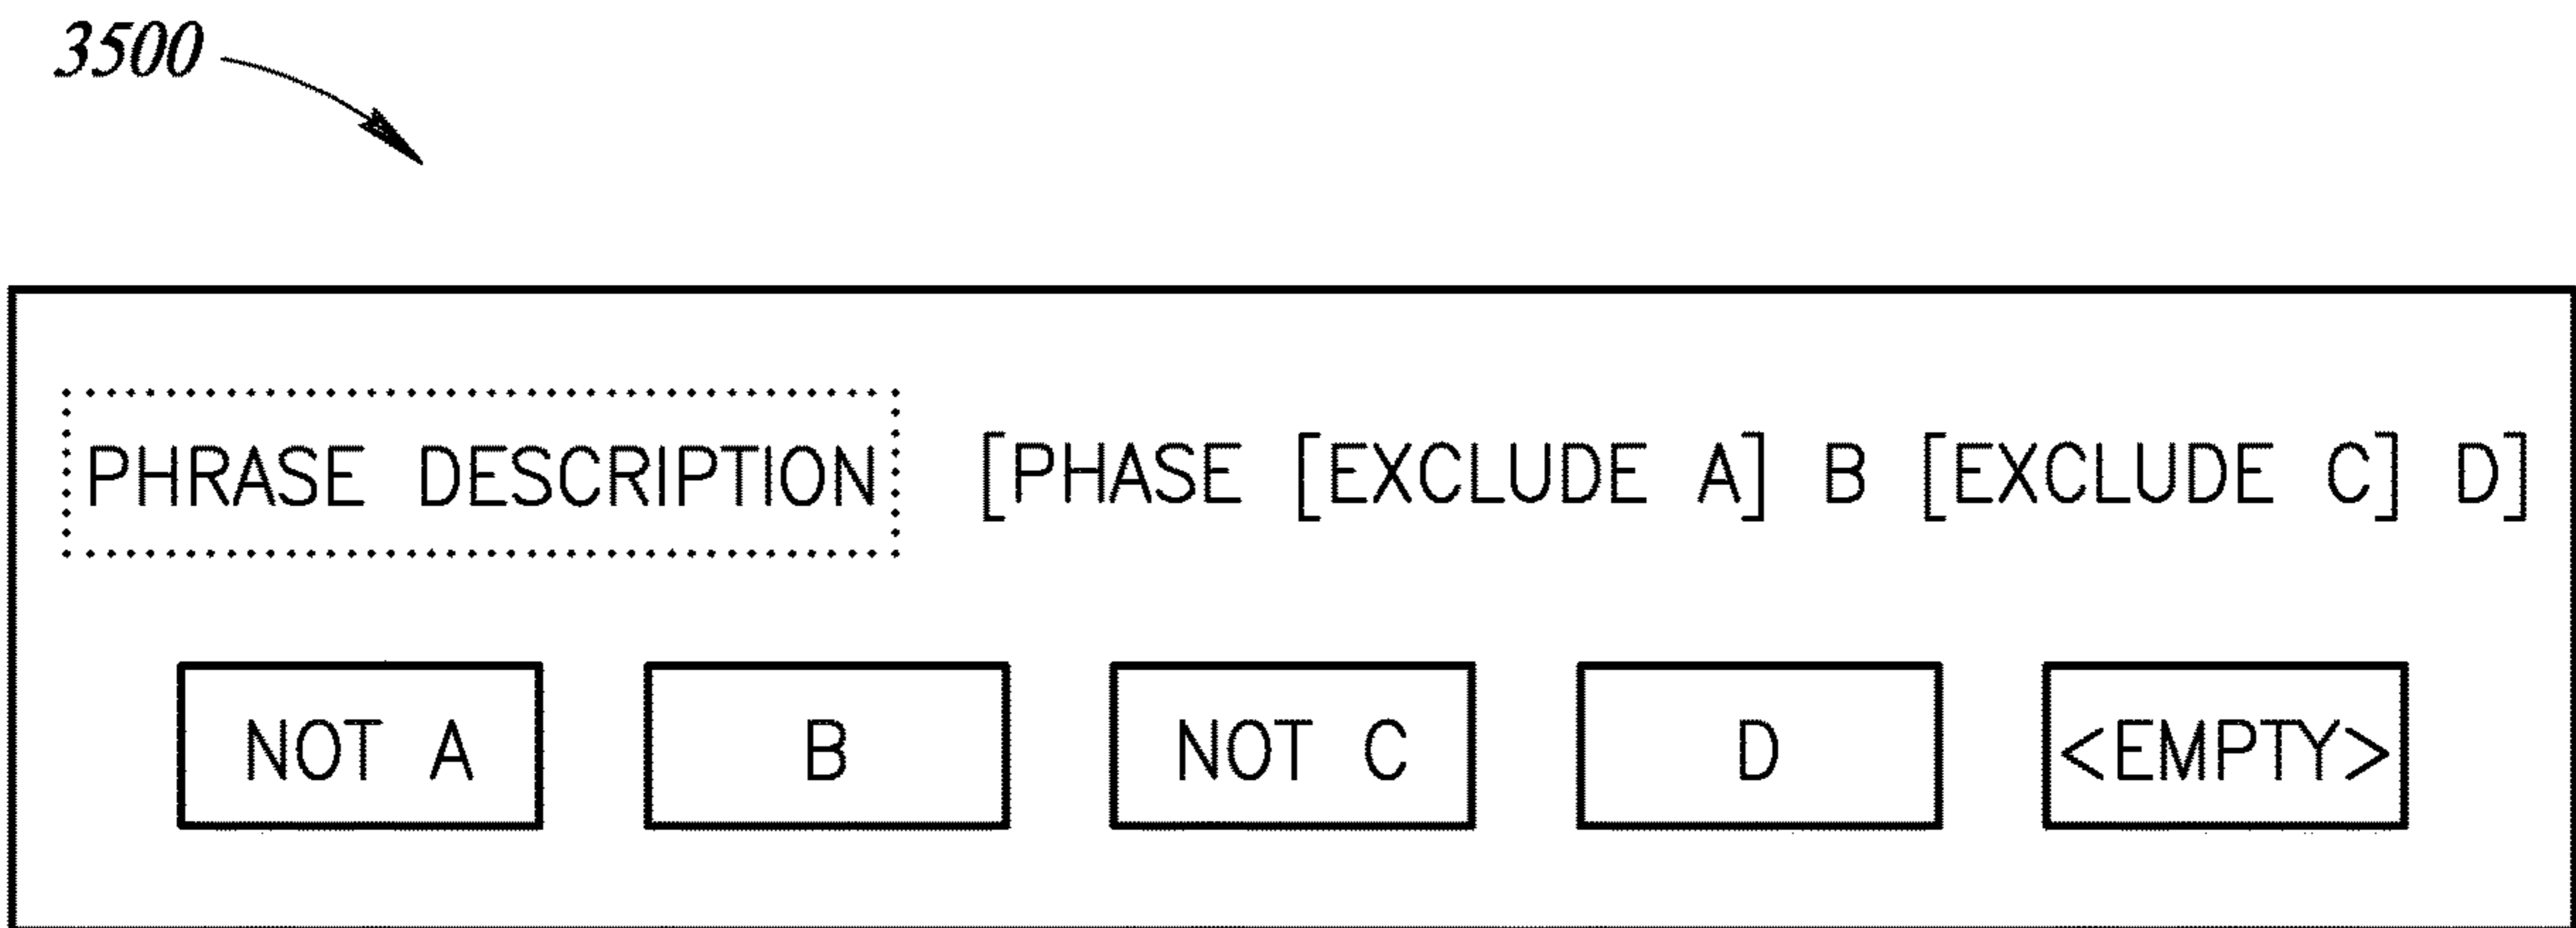 3500
PHRASE DESCRIPTION [PHASE [EXCLUDE A] B [EXCLUDE C] D]
NOT A B NOT C D <EMPTY>